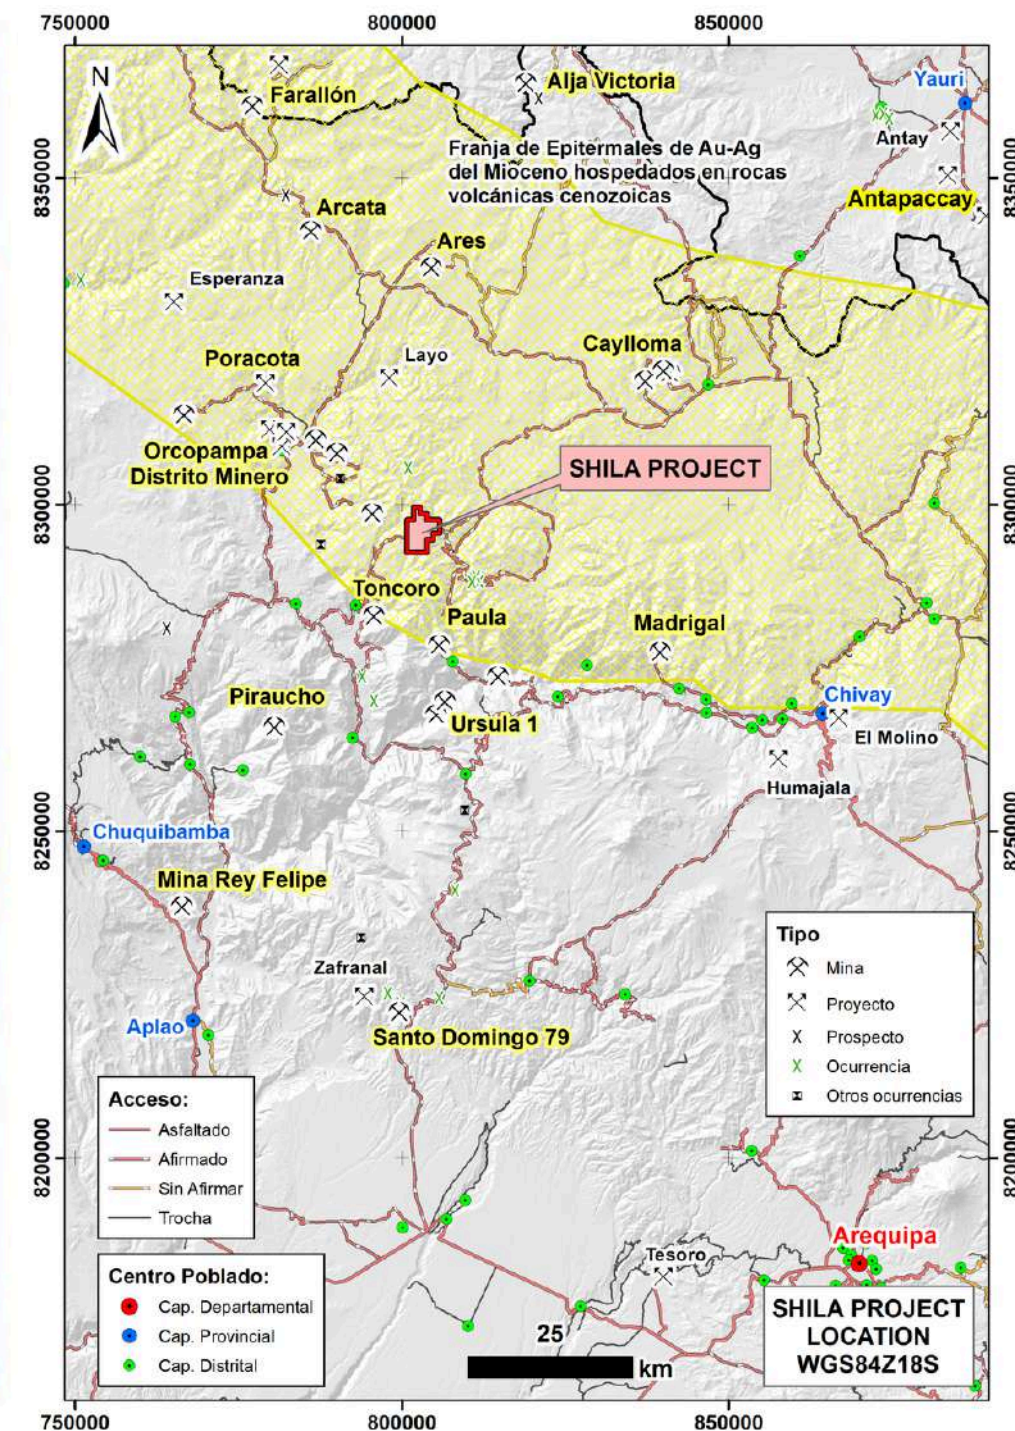 750000
800000
850000
N
Farallón
Alja Victoria
Yauri
Antay
Franja de Epitermales de Au-Ag
del Mioceno hospedados en rocas
volcánicas cenozoicas
8350000
8350000
Antapaccay
Arcata
Ares
Esperanza
Caylloma
Poracota
Layo
Orcopampa
Distrito Minero
SHILA PROJECT
8300000
8300000
Toncoro
Paula
Madrigal
Piraucho
Ursula 1
Chivay
El Molino
Humajala
8250000
8250000
Chuquibamba
Mina Rey Felipe
Zafranal
Aplao
Santo Domingo 79
Tipo
Mina
Proyecto
Prospecto
Ocurrencia
Otros ocurrencias
Acceso:
Asfaltado
Afirmado
Sin Afirmar
Trocha
8200000
8200000
Arequipa
Tesoro
Centro Poblado:
Cap. Departamental
Cap. Provincial
Cap. Distrital
25
km
SHILA PROJECT
LOCATION
WGS84Z18S
750000
800000
850000